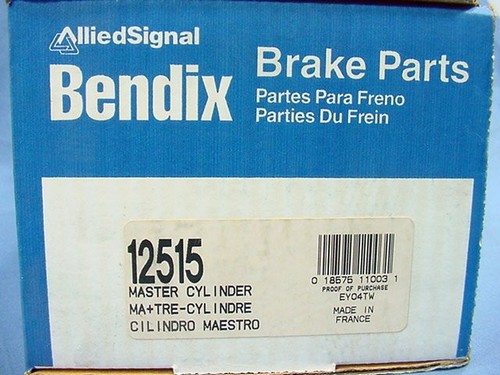 AlliedSignal
Bendix
Brake Parts
Partes Para Freno
Parties Du Frein
12515
MASTER CYLINDER
MA+TRE-CYLINDRE
CILINDRO MAESTRO
0 18575 11003 1
PROOF OF PURCHASE
EY04TW
MADE IN
FRANCE